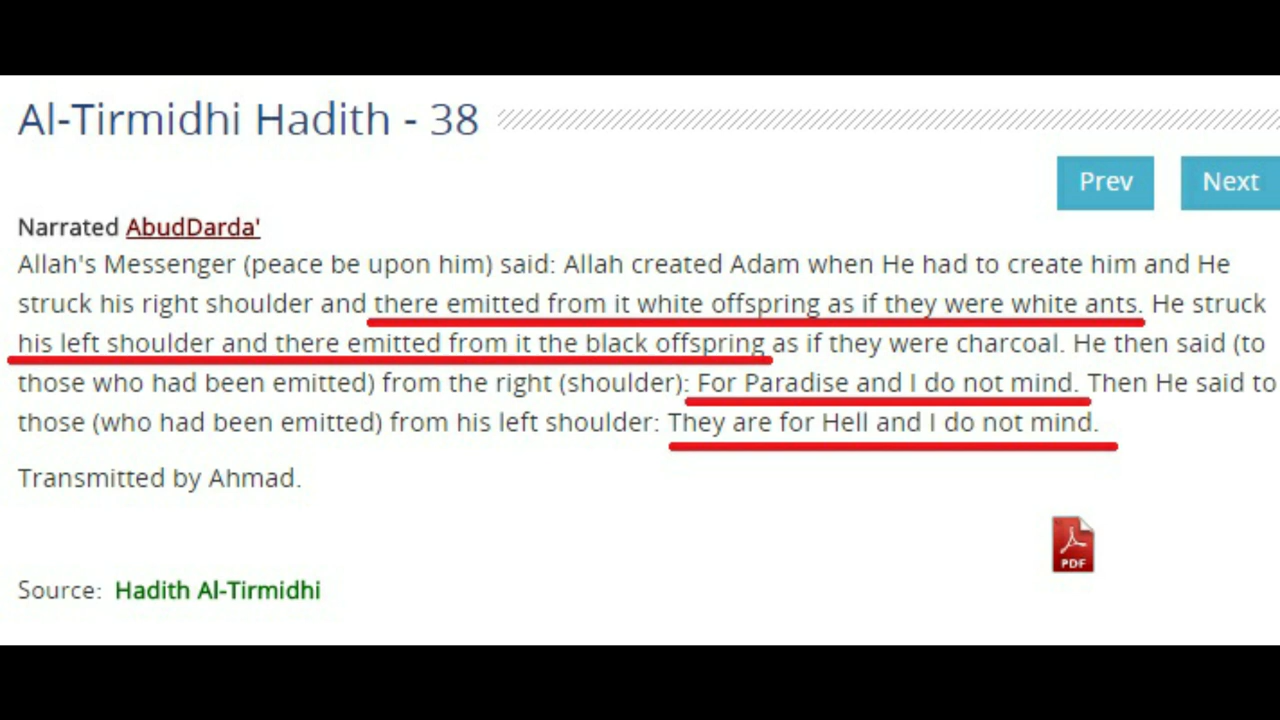 Al-Tirmidhi Hadith - 38
Prev
Next
Narrated AbudDarda'
Allah's Messenger (peace be upon him) said: Allah created Adam when He had to create him and He
struck his right shoulder and there emitted from it white offspring as if they were white ants. He struck
his left shoulder and there emitted from it the black offspring as if they were charcoal. He then said (to
those who had been emitted) from the right (shoulder): For Paradise and I do not mind. Then He said to
those (who had been emitted) from his left shoulder: They are for Hell and I do not mind.
Transmitted by Ahmad.
PDF
Source: Hadith Al-Tirmidhi